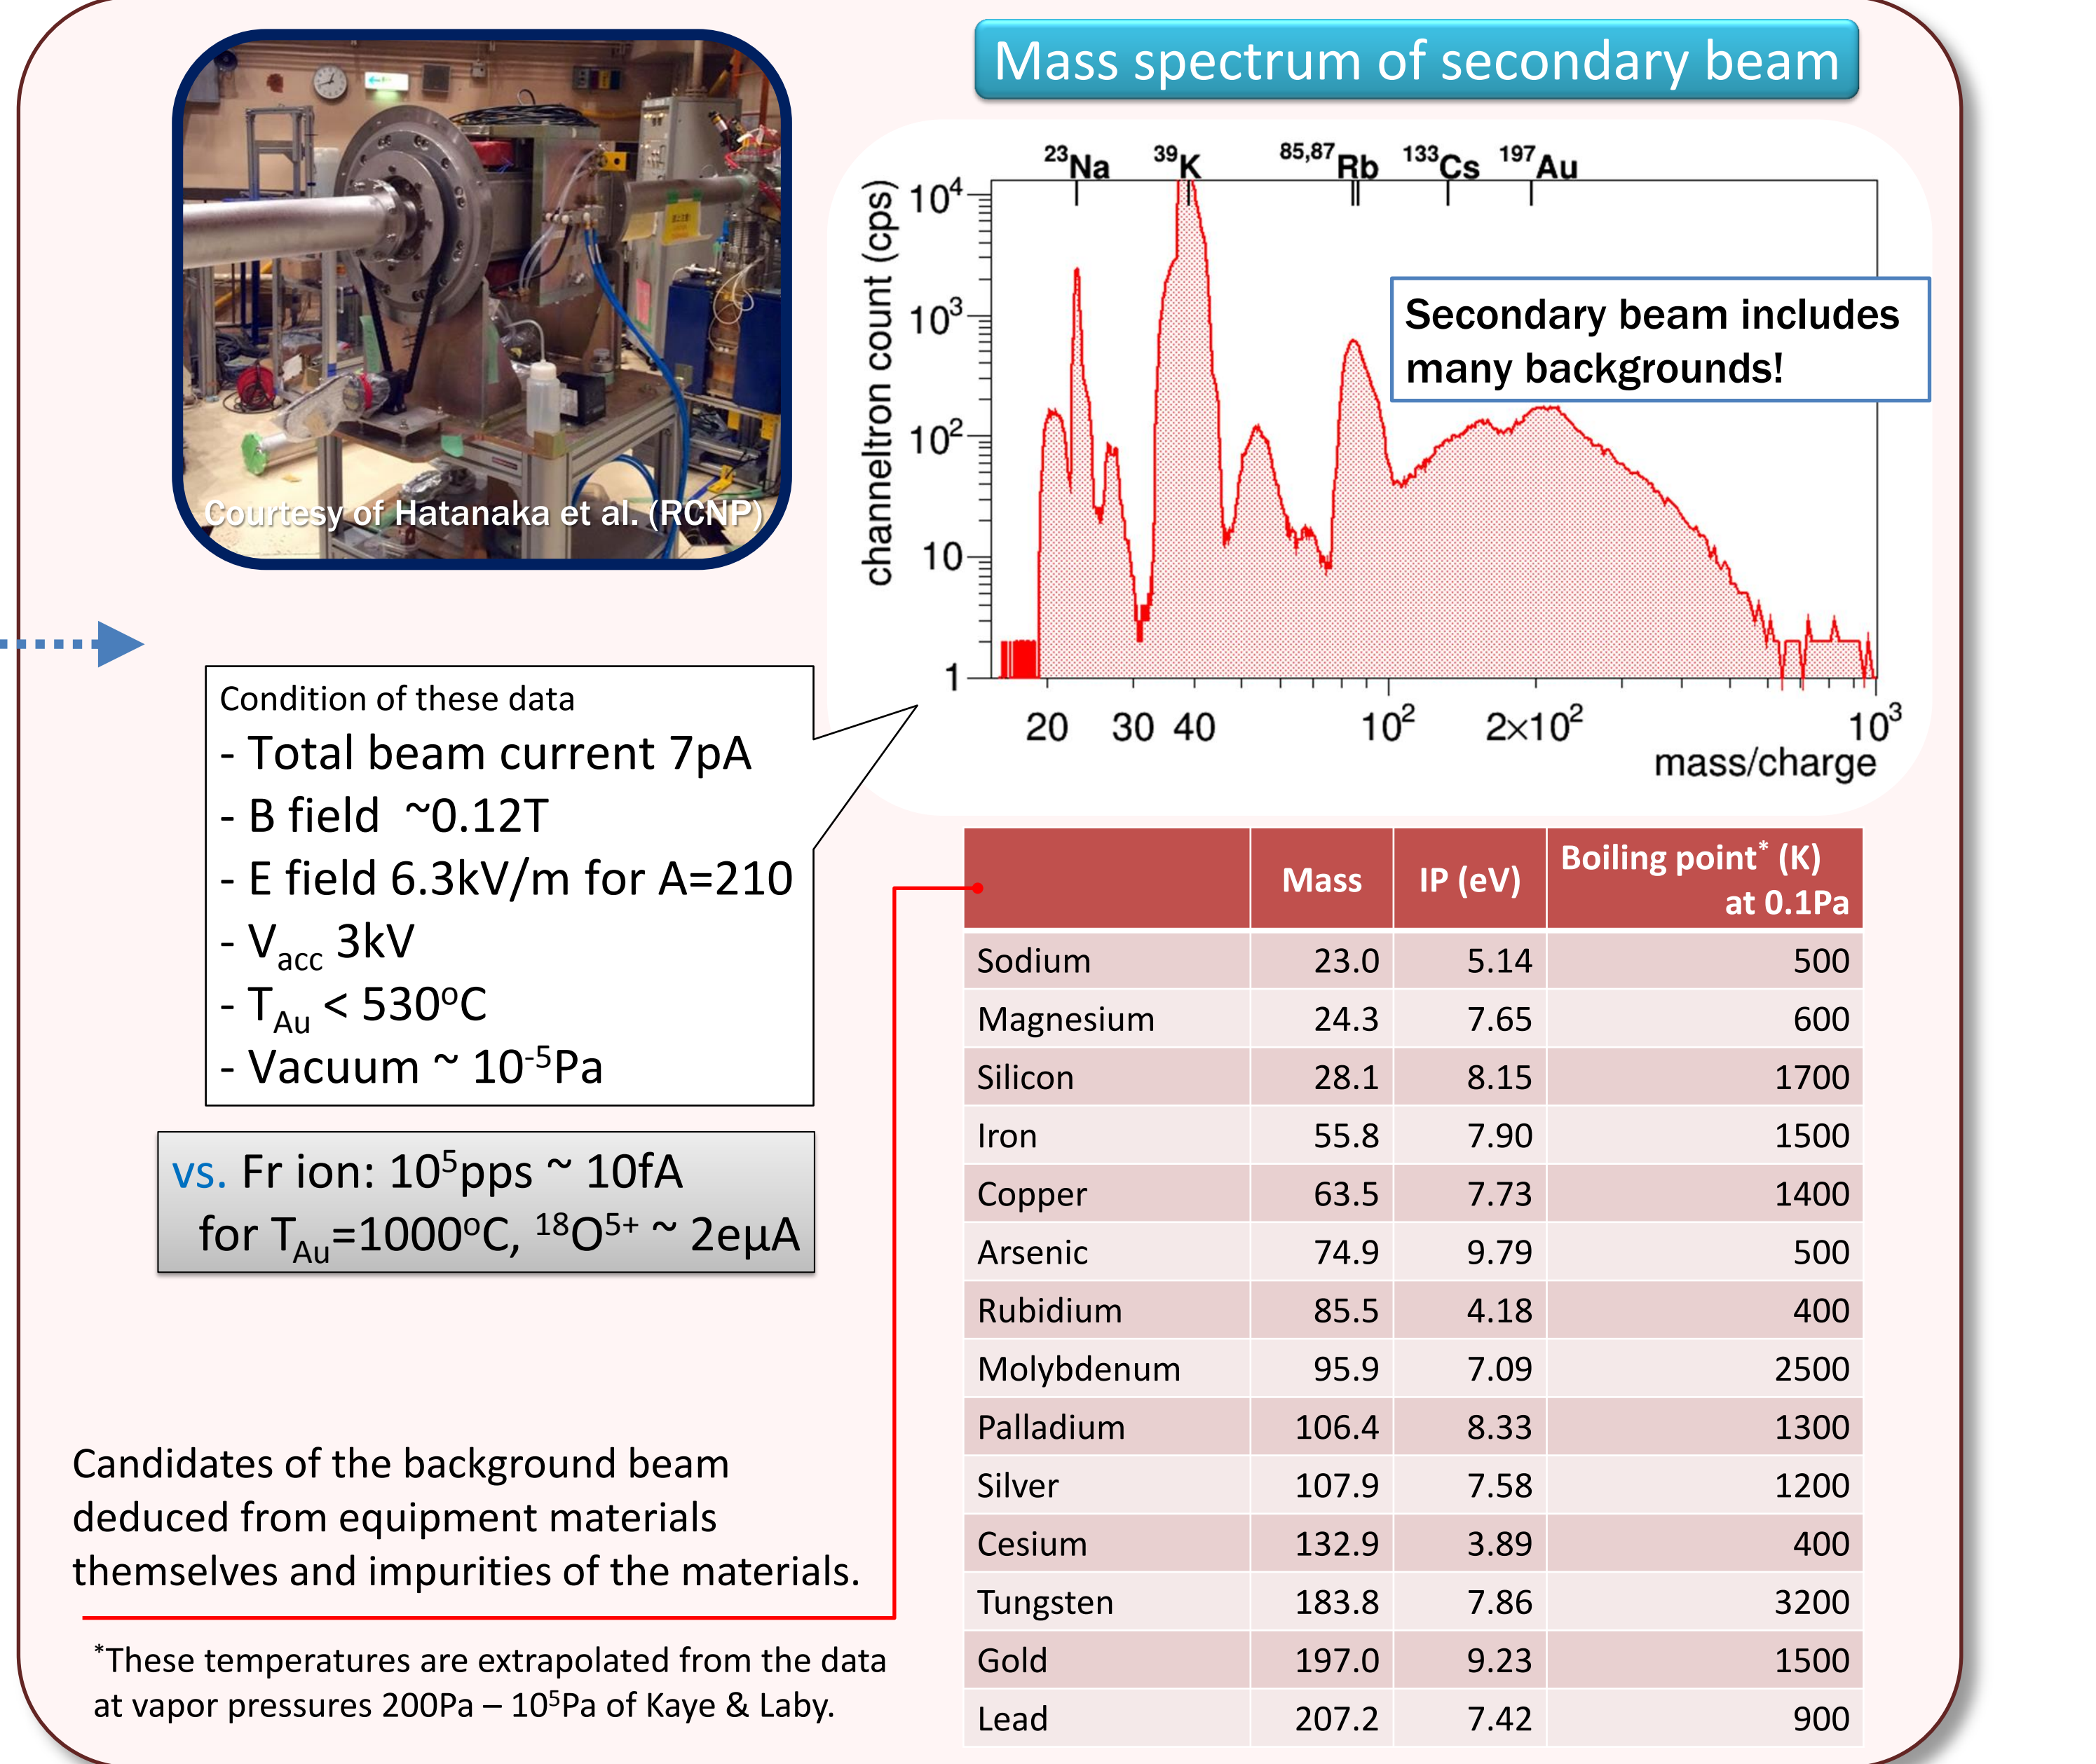 Courtesy of Hatanaka et al. (RCNP)
Mass spectrum of secondary beam
²³Na ³⁹K ⁸⁵,⁸⁷Rb ¹³³Cs ¹⁹⁷Au
channeltron count (cps)
10⁴
10³
10²
10
1
Secondary beam includes
many backgrounds!
20 30 40 10² 2×10² 10³
mass/charge
Condition of these data
- Total beam current 7pA
- B field ~0.12T
- E field 6.3kV/m for A=210
- Vacc 3kV
- TAu < 530°C
- Vacuum ~ 10⁻⁵Pa
vs. Fr ion: 10⁵pps ~ 10fA
for TAu=1000°C, ¹⁸O⁵⁺ ~ 2eµA
Candidates of the background beam
deduced from equipment materials
themselves and impurities of the materials.
*These temperatures are extrapolated from the data
at vapor pressures 200Pa – 10⁵Pa of Kaye & Laby.
Mass IP (eV) Boiling point* (K)
at 0.1Pa
Sodium 23.0 5.14 500
Magnesium 24.3 7.65 600
Silicon 28.1 8.15 1700
Iron 55.8 7.90 1500
Copper 63.5 7.73 1400
Arsenic 74.9 9.79 500
Rubidium 85.5 4.18 400
Molybdenum 95.9 7.09 2500
Palladium 106.4 8.33 1300
Silver 107.9 7.58 1200
Cesium 132.9 3.89 400
Tungsten 183.8 7.86 3200
Gold 197.0 9.23 1500
Lead 207.2 7.42 900